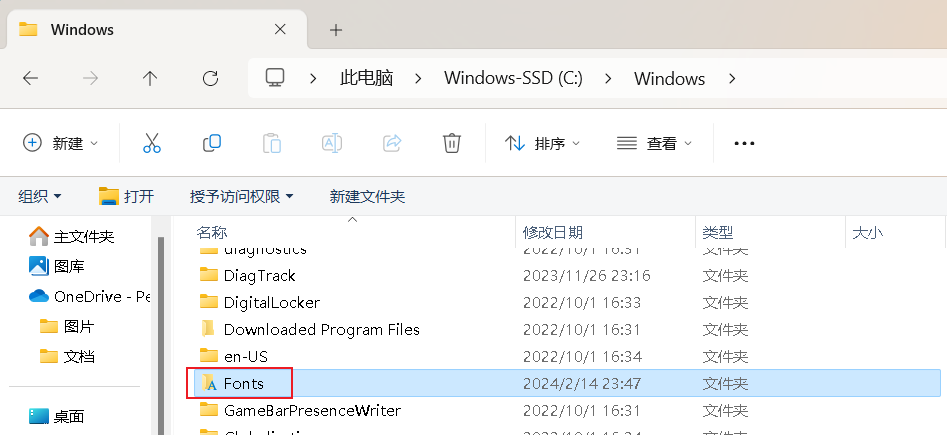 Windows
此电脑 Windows-SSD (C:) Windows
新建 排序 查看
组织 打开 授予访问权限 新建文件夹
名称 修改日期 类型 大小
主文件夹
图库
OneDrive - Pe
图片
文档
桌面
diagnostics 2022/10/1 16:31 文件夹
DiagTrack 2023/11/26 23:16 文件夹
DigitalLocker 2022/10/1 16:33 文件夹
Downloaded Program Files 2022/10/1 16:31 文件夹
en-US 2022/10/1 16:34 文件夹
Fonts 2024/2/14 23:47 文件夹
GameBarPresenceWriter 2022/10/1 16:31 文件夹